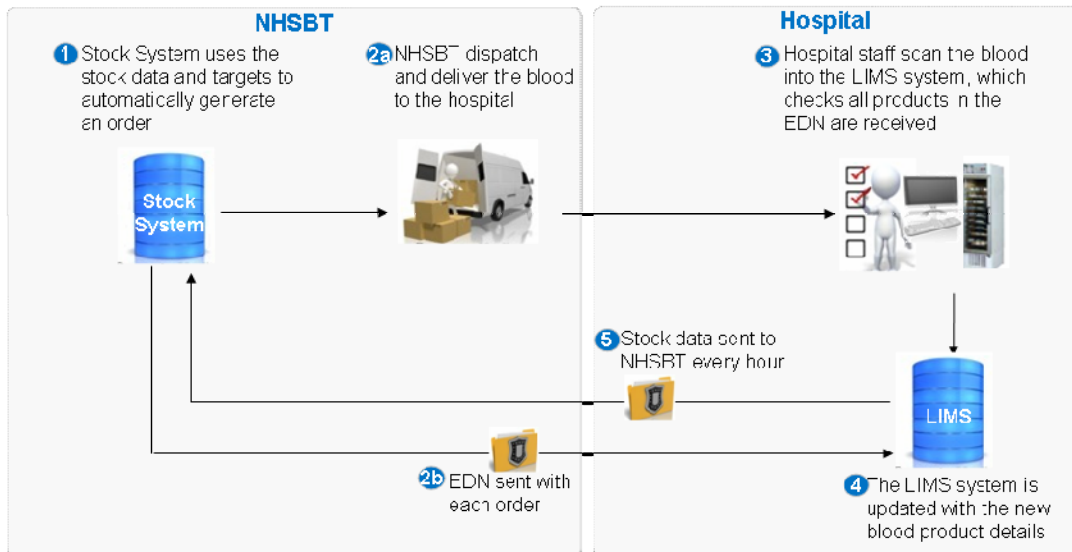 NHSBT
1 Stock System uses the
stock data and targets to
automatically generate
an order
2a NHSBT dispatch
and deliver the blood
to the hospital
Stock
System
2b EDN sent with
each order
Hospital
3 Hospital staff scan the blood
into the LIMS system, which
checks all products in the
EDN are received
5 Stock data sent to
NHSBT every hour
LIMS
4 The LIMS system is
updated with the new
blood product details